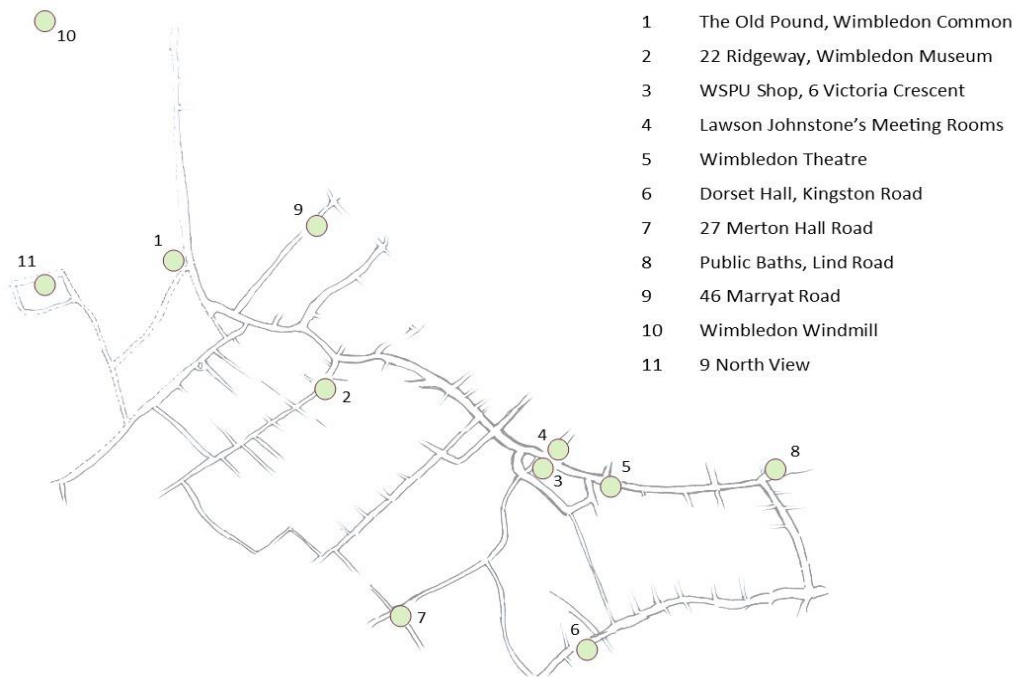 10
1 The Old Pound, Wimbledon Common
2 22 Ridgeway, Wimbledon Museum
3 WSPU Shop, 6 Victoria Crescent
4 Lawson Johnstone’s Meeting Rooms
5 Wimbledon Theatre
6 Dorset Hall, Kingston Road
7 27 Merton Hall Road
8 Public Baths, Lind Road
9 46 Marryat Road
10 Wimbledon Windmill
11 9 North View
9
1
11
2
4
3
5
8
7
6